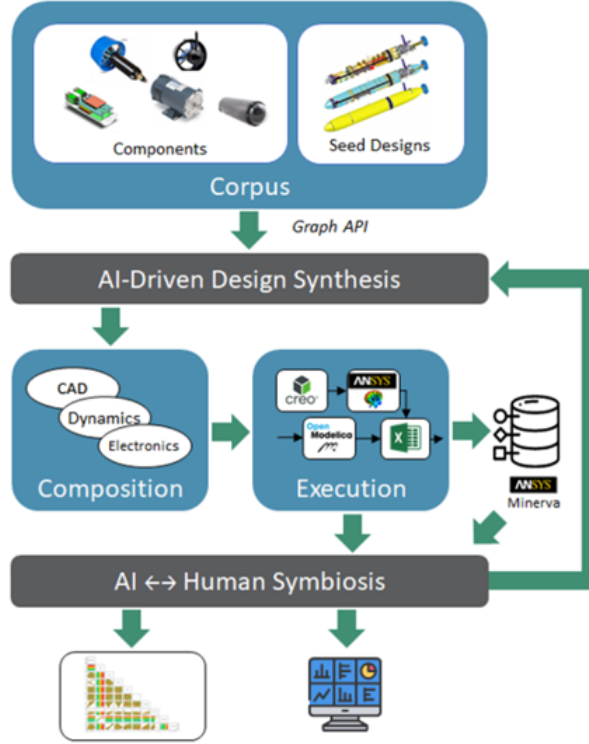 Components
Seed Designs
Corpus
Graph API
AI-Driven Design Synthesis
CAD
Dynamics
Electronics
Composition
creo
ANSYS
Open
Modelica
X
Execution
ANSYS
Minerva
AI ↔ Human Symbiosis